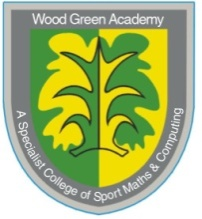 Wood Green Academy
A Specialist College of Sport Maths & Computing